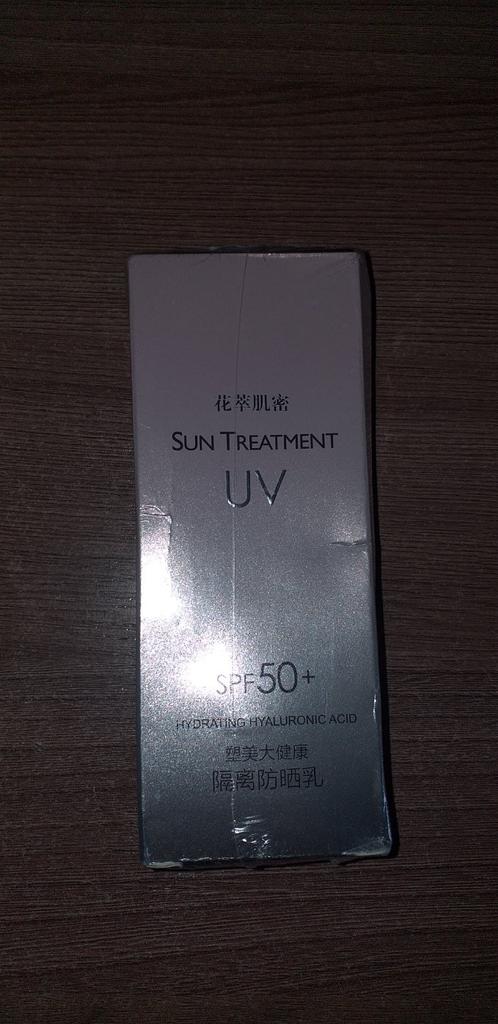 花萃肌密
SUN TREATMENT
UV
SPF50+
HYDRATING HYALURONIC ACID
塑美大健康
隔离防晒乳